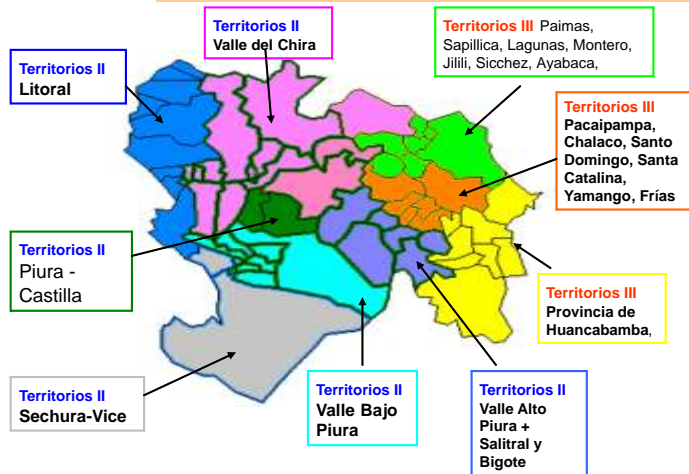 Territorios II
Valle del Chira
Territorios III Paimas,
Sapillica, Lagunas, Montero,
Jilili, Sicchez, Ayabaca,
Territorios II
Litoral
Territorios III
Pacaipampa,
Chalaco, Santo
Domingo, Santa
Catalina,
Yamango, Frías
Territorios II
Piura -
Castilla
Territorios III
Provincia de
Huancabamba,
Territorios II
Sechura-Vice
Territorios II
Valle Bajo
Piura
Territorios II
Valle Alto
Piura +
Salitral y
Bigote